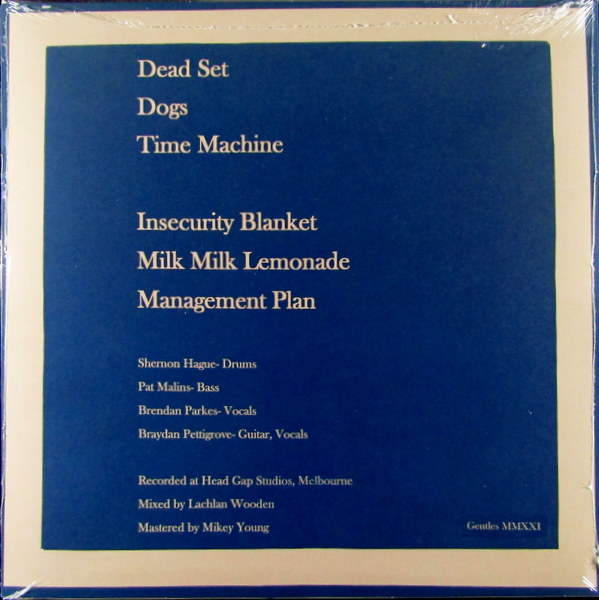 Dead Set
Dogs
Time Machine
Insecurity Blanket
Milk Milk Lemonade
Management Plan
Shernon Hague- Drums
Pat Malins- Bass
Brendan Parkes- Vocals
Braydan Pettigrove- Guitar, Vocals
Recorded at Head Gap Studios, Melbourne
Mixed by Lachlan Wooden
Mastered by Mikey Young
Gentles MMXXI